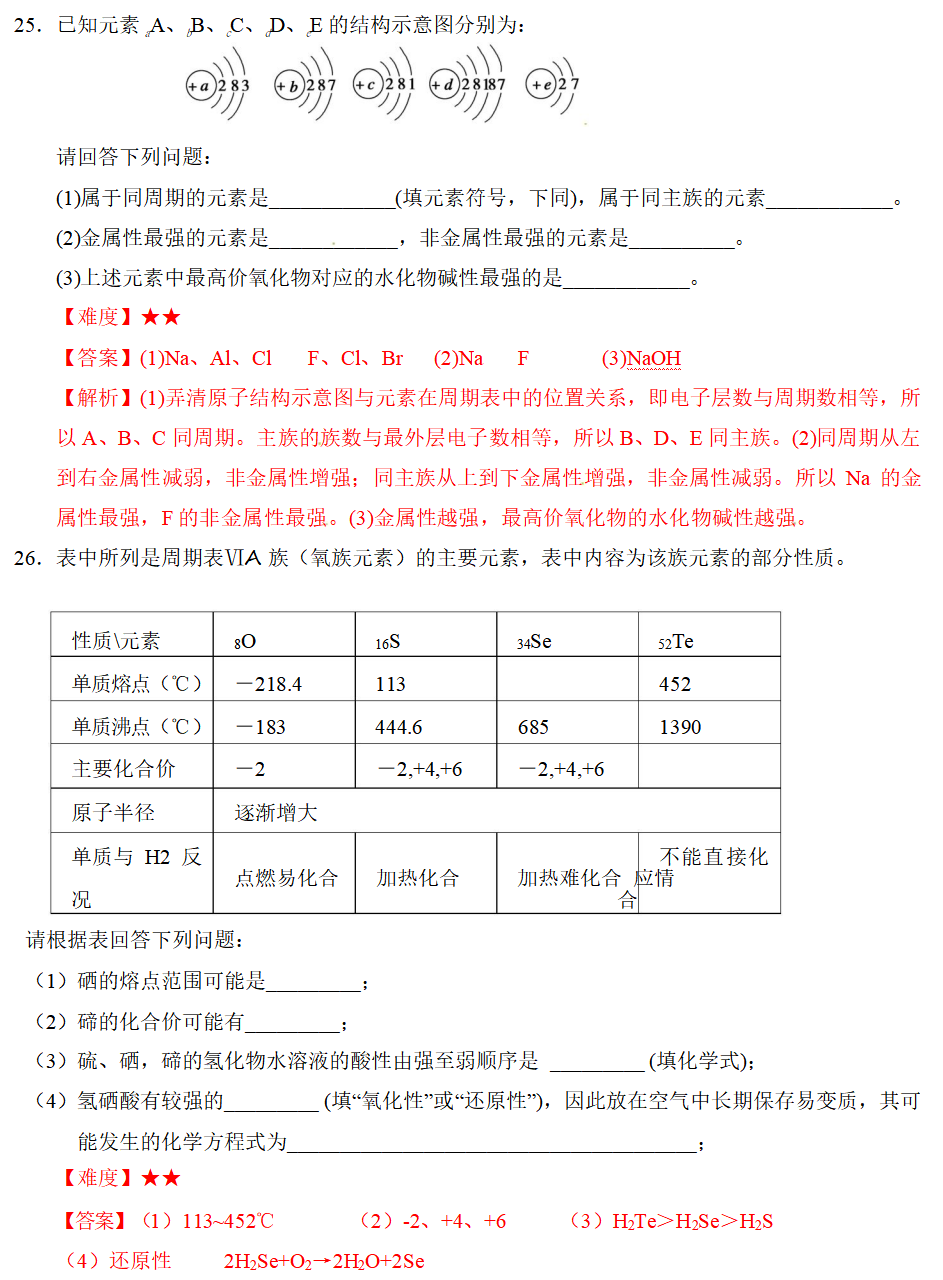 25．已知元素 aA、bB、cC、dD、eE 的结构示意图分别为：
+a 2 8 3 +b 2 8 7 +c 2 8 1 +d 2 8 18 7 +e 2 7
请回答下列问题：
(1)属于同周期的元素是____________(填元素符号，下同)，属于同主族的元素____________。
(2)金属性最强的元素是____________，非金属性最强的元素是__________。
(3)上述元素中最高价氧化物对应的水化物碱性最强的是____________。
【难度】★★
【答案】(1)Na、Al、Cl F、Cl、Br (2)Na F (3)NaOH
【解析】(1)弄清原子结构示意图与元素在周期表中的位置关系，即电子层数与周期数相等，所
以 A、B、C 同周期。主族的族数与最外层电子数相等，所以 B、D、E 同主族。(2)同周期从左
到右金属性减弱，非金属性增强；同主族从上到下金属性增强，非金属性减弱。所以 Na 的金
属性最强，F 的非金属性最强。(3)金属性越强，最高价氧化物的水化物碱性越强。
26．表中所列是周期表ⅥA 族（氧族元素）的主要元素，表中内容为该族元素的部分性质。
性质\元素 8O 16S 34Se 52Te
单质熔点（℃） －218.4 113 452
单质沸点（℃） －183 444.6 685 1390
主要化合价 －2 －2,+4,+6 －2,+4,+6
原子半径 逐渐增大
单质与 H2 反 不能直接化
点燃易化合 加热化合 加热难化合 应情
况 合
请根据表回答下列问题：
（1）硒的熔点范围可能是_________；
（2）碲的化合价可能有_________；
（3）硫、硒，碲的氢化物水溶液的酸性由强至弱顺序是 _________ (填化学式)；
（4）氢硒酸有较强的_________ (填“氧化性”或“还原性”)，因此放在空气中长期保存易变质，其可
能发生的化学方程式为_______________________________________；
【难度】★★
【答案】（1）113~452℃ （2）-2、+4、+6 （3）H2Te＞H2Se＞H2S
（4）还原性 2H2Se+O2→2H2O+2Se